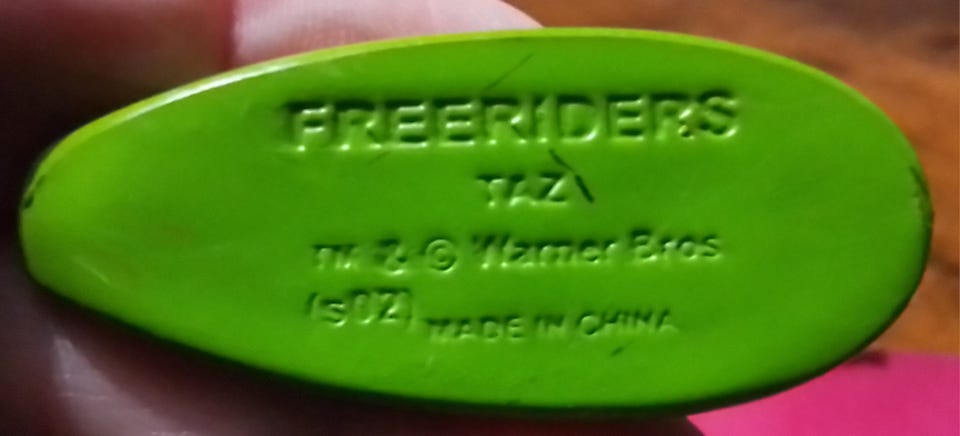 FREERIDERS
TAZ
TM & © Warner Bros
(s02) MADE IN CHINA